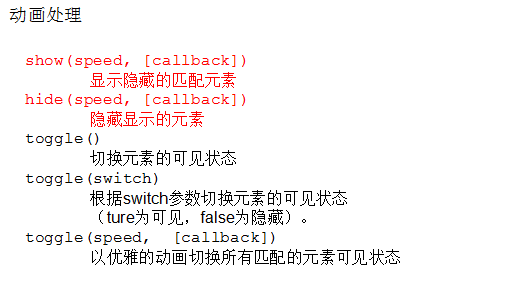 动画处理
show(speed, [callback])
显示隐藏的匹配元素
hide(speed, [callback])
隐藏显示的元素
toggle()
切换元素的可见状态
toggle(switch)
根据switch参数切换元素的可见状态
（ture为可见，false为隐藏）。
toggle(speed,  [callback])
以优雅的动画切换所有匹配的元素可见状态